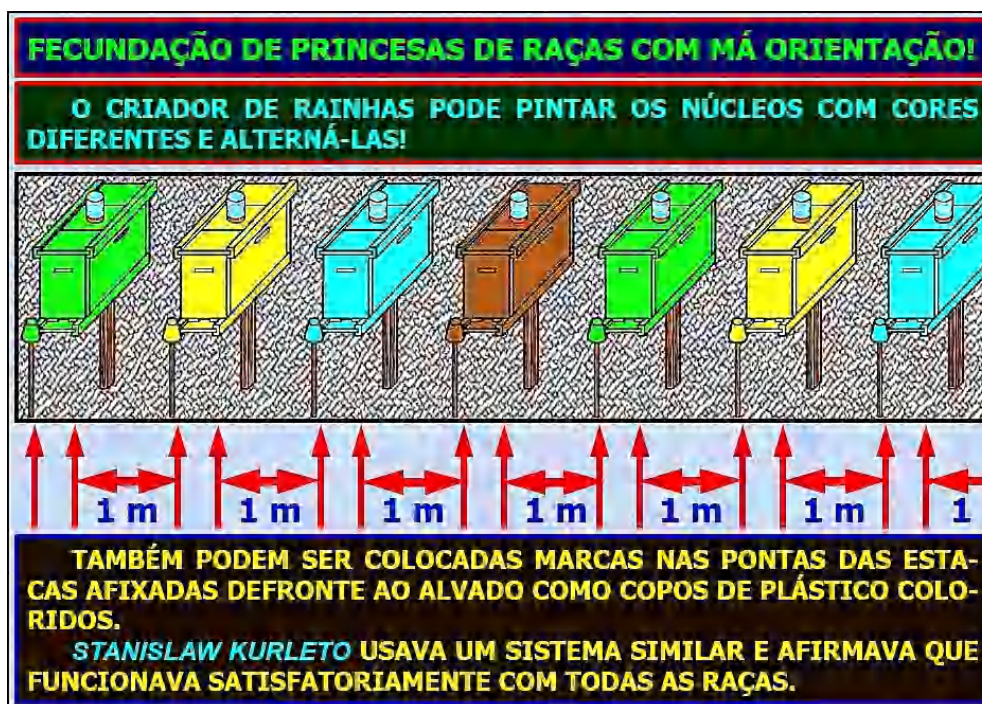 FECUNDAÇÃO DE PRINCESAS DE RAÇAS COM MÁ ORIENTAÇÃO!
O CRIADOR DE RAINHAS PODE PINTAR OS NÚCLEOS COM CORES
DIFERENTES E ALTERNÁ-LAS!
1 m 1 m 1 m 1 m 1 m 1 m 1
TAMBÉM PODEM SER COLOCADAS MARCAS NAS PONTAS DAS ESTA-
CAS AFIXADAS DEFRONTE AO ALVADO COMO COPOS DE PLÁSTICO COLO-
RIDOS.
STANISLAW KURLETO USAVA UM SISTEMA SIMILAR E AFIRMAVA QUE
FUNCIONAVA SATISFATORIAMENTE COM TODAS AS RAÇAS.